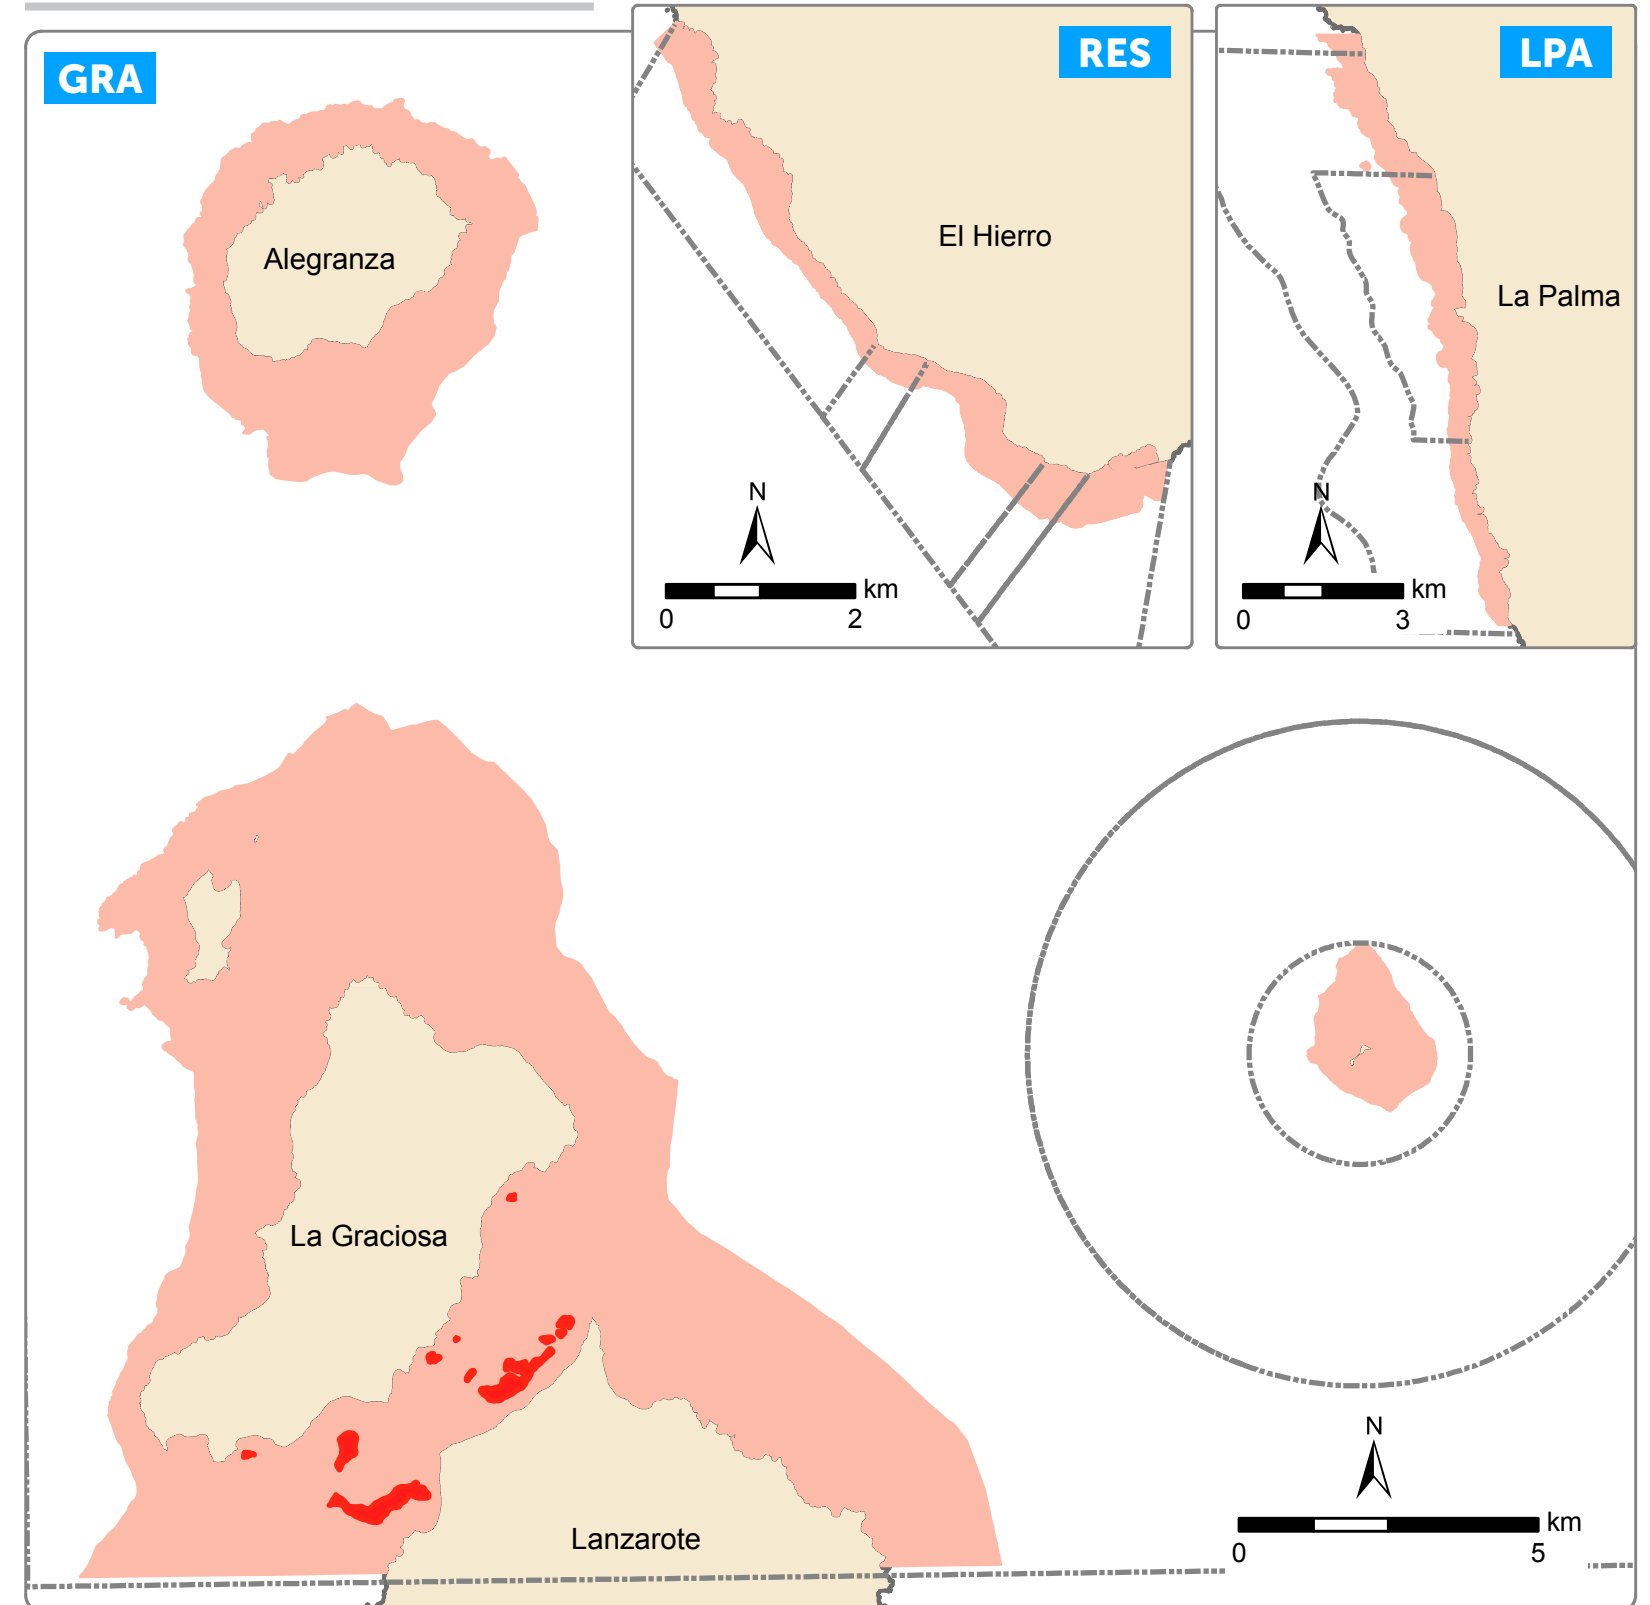 GRA
RES
LPA
Alegranza
El Hierro
La Palma
N
km
0 2
N
km
0 3
La Graciosa
Lanzarote
N
km
0 5